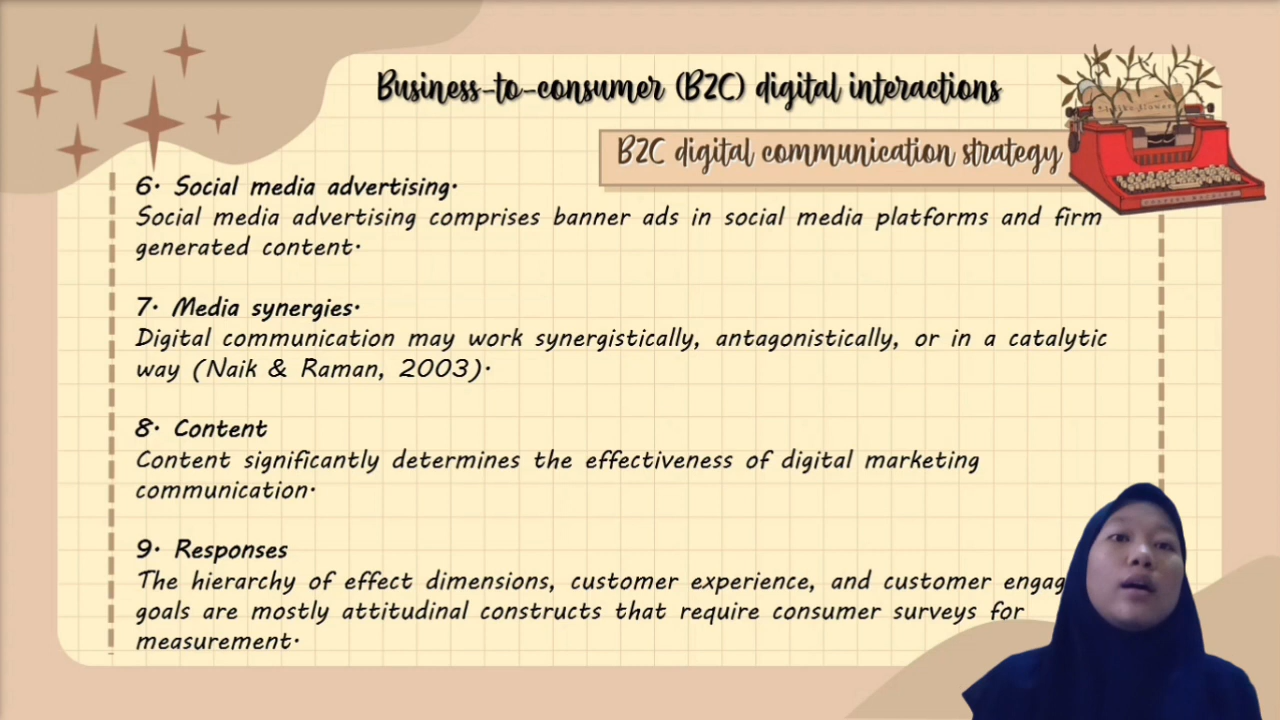 Business-to-consumer (B2C) digital interactions
B2C digital communication strategy
6. Social media advertising.
Social media advertising comprises banner ads in social media platforms and firm
generated content.
7. Media synergies.
Digital communication may work synergistically, antagonistically, or in a catalytic
way (Naik & Raman, 2003).
8. Content
Content significantly determines the effectiveness of digital marketing
communication.
9. Responses
The hierarchy of effect dimensions, customer experience, and customer engag
goals are mostly attitudinal constructs that require consumer surveys for
measurement.